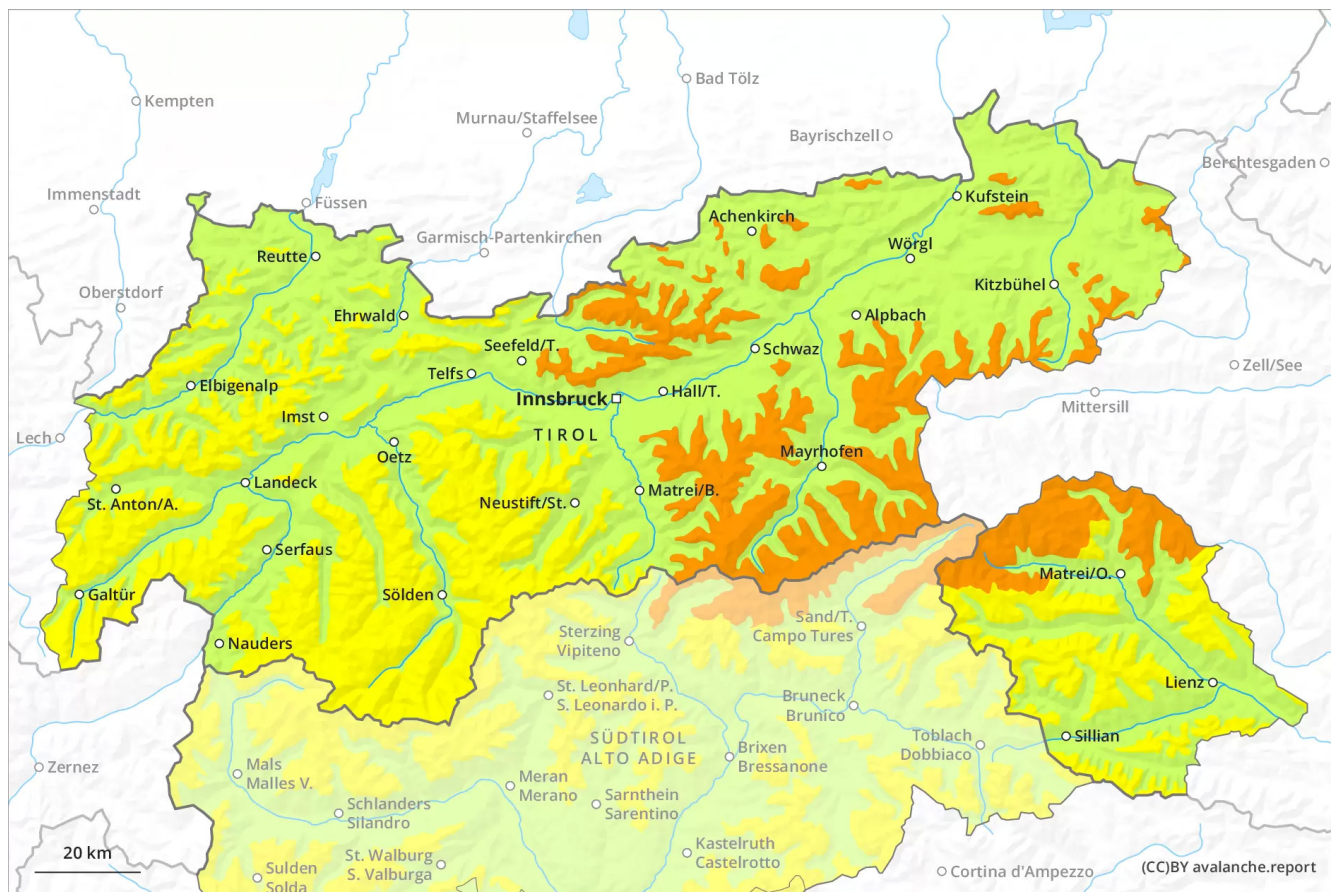 Kempten
Bad Tölz
Murnau/Staffelsee
Bayrischzell
Berchtesgaden
Immenstadt
Füssen
Kufstein
Achenkirch
Garmisch-Partenkirchen
Wörgl
Reutte
Oberstdorf
Kitzbühel
Ehrwald
Alpbach
Seefeld/T.
Schwaz
Zell/See
Telfs
Elbigenalp
Hall/T.
Innsbruck
Mittersill
Imst
TIROL
Lech
Oetz
Mayrhofen
Landeck
Matrei/B.
St. Anton/A.
Neustift/St.
Serfaus
Matrei/O.
Galtür
Sölden
Sand/T.
Campo Tures
Sterzing
Vipiteno
Nauders
Lienz
St. Leonhard/P.
S. Leonardo i. P.
Bruneck
Brunico
SÜDTIROL
ALTO ADIGE
Toblach
Dobbiaco
Sillian
Brixen
Bressanone
Zernez
Mals
Malles V.
Meran
Merano
Sarnthein
Sarentino
Schlanders
Silandro
Kastelruth
Castelrotto
20 km
St. Walburg
S. Valburga
Sulden
Solda
Cortina d'Ampezzo
(CC)BY avalanche.report